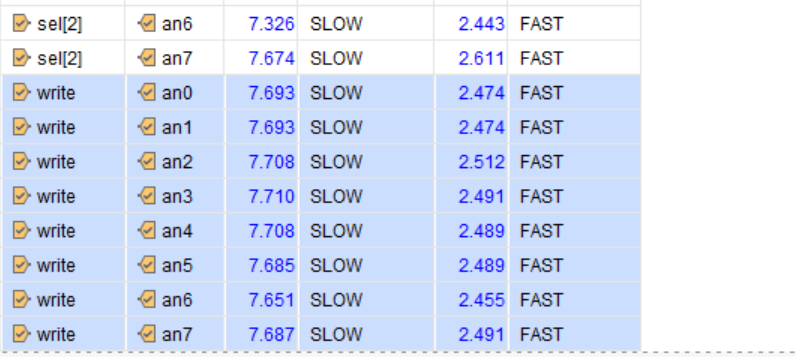 sel[2] an6 7.326 SLOW 2.443 FAST
sel[2] an7 7.674 SLOW 2.611 FAST
write an0 7.693 SLOW 2.474 FAST
write an1 7.693 SLOW 2.474 FAST
write an2 7.708 SLOW 2.512 FAST
write an3 7.710 SLOW 2.491 FAST
write an4 7.708 SLOW 2.489 FAST
write an5 7.685 SLOW 2.489 FAST
write an6 7.651 SLOW 2.455 FAST
write an7 7.687 SLOW 2.491 FAST